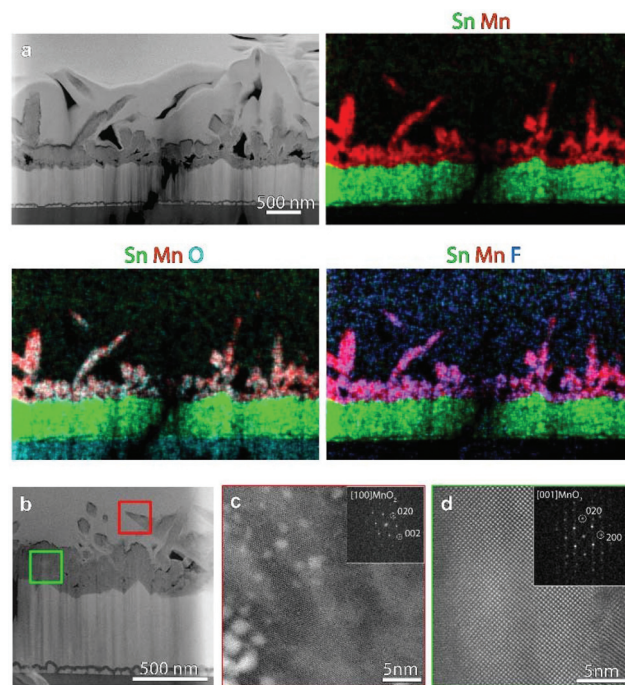 Sn Mn
a
500 nm
Sn Mn O
Sn Mn F
b
500 nm
c
[100]MnO₂
020
002
5nm
d
[001]MnO₂
020
200
5nm